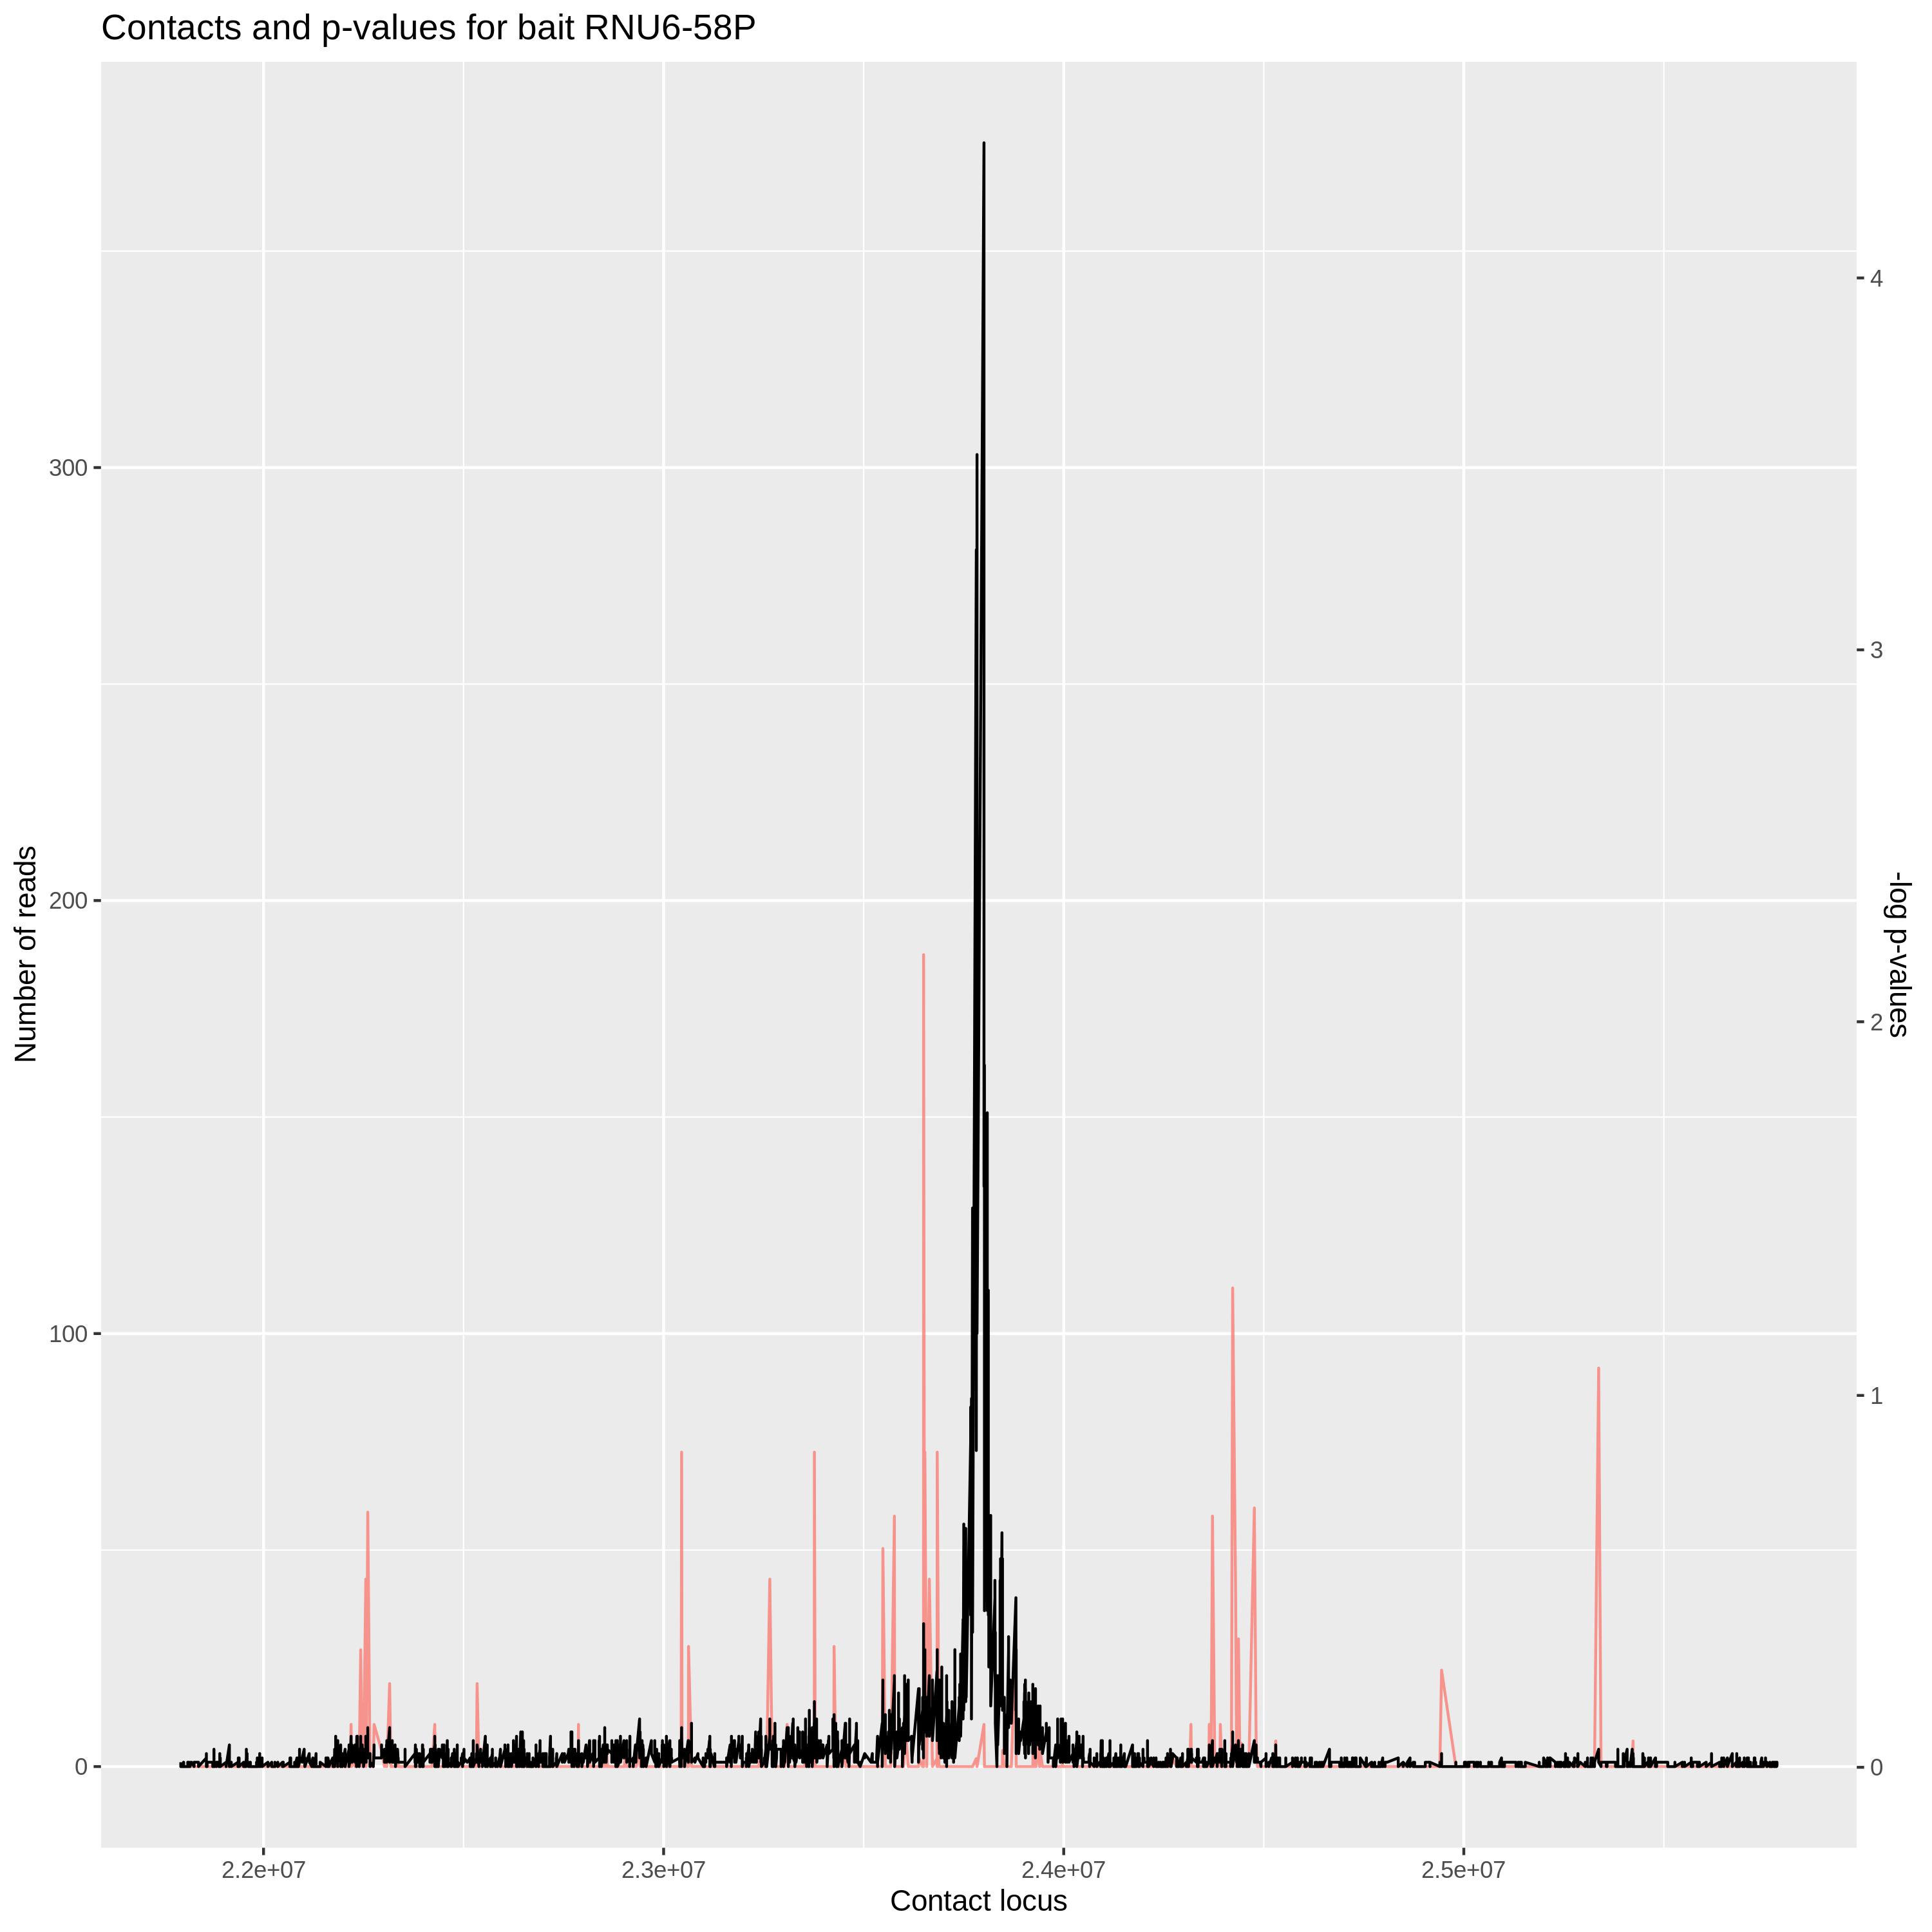 Contacts and p-values for bait RNU6-58P
300
200
100
0
Number of reads
4
3
2
1
0
-log p-values
2.2e+07
2.3e+07
2.4e+07
2.5e+07
Contact locus